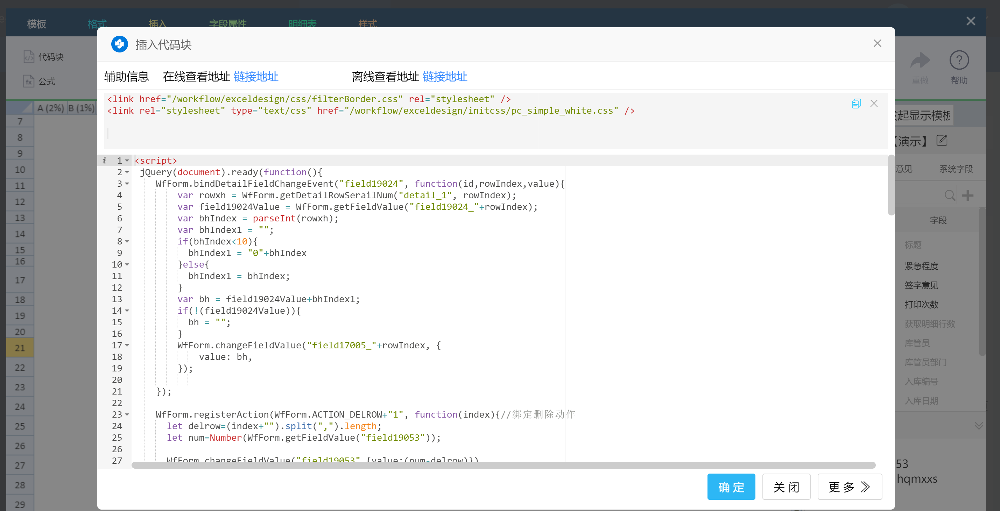 模板 格式 插入 字段属性 明细表 样式
代码块
公式
重做 帮助
插入代码块
辅助信息 在线查看地址 链接地址 离线查看地址 链接地址
<link href="/workflow/exceldesign/css/filterBorder.css" rel="stylesheet" />
<link rel="stylesheet" type="text/css" href="/workflow/exceldesign/initcss/pc_simple_white.css" />
A (2%) B (1%)
7
8
9
10
11
12
13
14
15
16
17
18
19
20
21
22
23
24
25
26
27
28
29
1 <script>
2 jQuery(document).ready(function(){
3 WfForm.bindDetailFieldChangeEvent("field19024", function(id,rowIndex,value){
4 var rowxh = WfForm.getDetailRowSerailNum("detail_1", rowIndex);
5 var field19024Value = WfForm.getFieldValue("field19024_"+rowIndex);
6 var bhIndex = parseInt(rowxh);
7 var bhIndex1 = "";
8 if(bhIndex<10){
9 bhIndex1 = "0"+bhIndex
10 }else{
11 bhIndex1 = bhIndex;
12 }
13 var bh = field19024Value+bhIndex1;
14 if(!(field19024Value)){
15 bh = "";
16 }
17 WfForm.changeFieldValue("field17005_"+rowIndex, {
18 value: bh,
19 });
20
21 });
22
23 WfForm.registerAction(WfForm.ACTION_DELROW+"1", function(index){//绑定删除动作
24 let delrow=(index+"").split(",").length;
25 let num=Number(WfForm.getFieldValue("field19053"));
26
27 WfForm.changeFieldValue("field19053",{value:(num-delrow)})
确 定 关 闭 更 多
起显示模板
【演示】
意见 系统字段
字段
标题
紧急程度
签字意见
打印次数
获取明细行数
库管员
库管员部门
入库编号
入库日期
53
hqmxxs